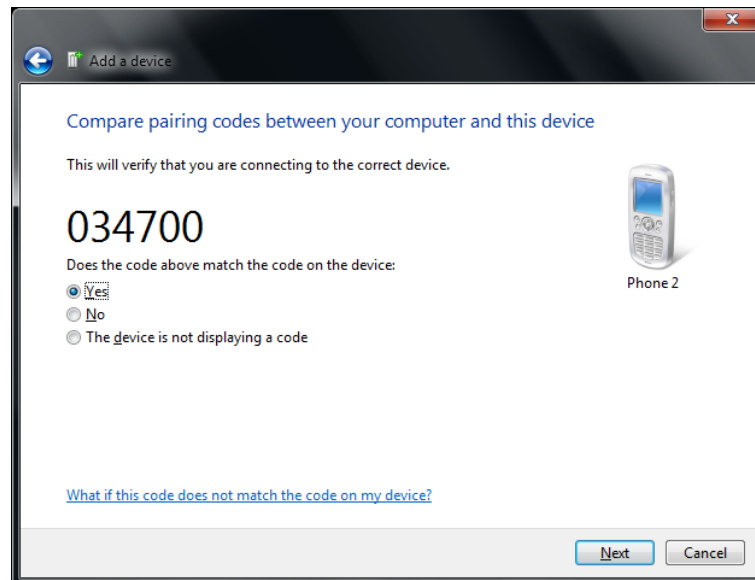 Add a device
Compare pairing codes between your computer and this device
This will verify that you are connecting to the correct device.
034700
Does the code above match the code on the device:
Yes
No
The device is not displaying a code
Phone 2
What if this code does not match the code on my device?
Next Cancel